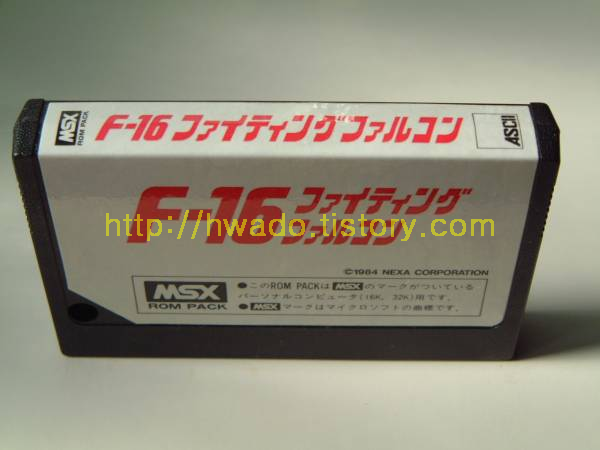 MSX
ROM PACK
F-16 ファイティングファルコン
ASCII
F-16 ファイティング
ファルコン
http://hwado.tistory.com
©1984 NEXA CORPORATION
MSX
ROM PACK
●このROM PACKはMSXのマークがついている
パーソナルコンピュータ(16K, 32K)用です。
●MSXマークはマイクロソフトの商標です。